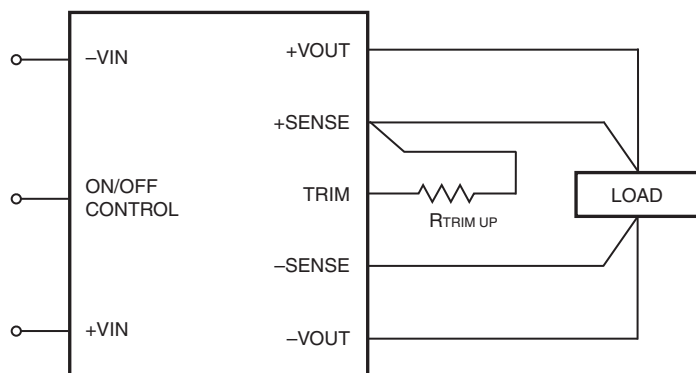 –VIN
+VOUT
+SENSE
ON/OFF
CONTROL
TRIM
LOAD
RTRIM UP
–SENSE
+VIN
–VOUT